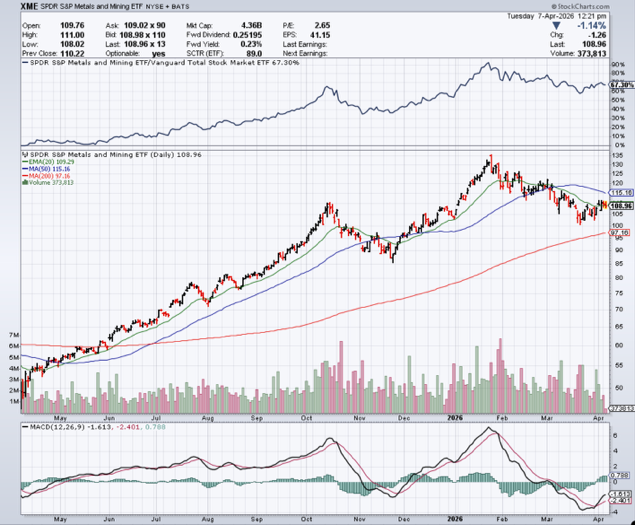 XME SPDR S&P Metals and Mining ETF NYSE + BATS
© StockCharts.com
Tuesday 7-Apr-2026 12:21 pm
Open: 109.76 Ask: 109.02 x 90 Mkt Cap: 4.36B P/E: 2.65 ▼ -1.14%
High: 111.00 Bid: 108.98 x 110 Fwd Dividend: 0.25195 EPS: 41.15 Chg: -1.26
Low: 108.02 Last: 108.96 x 13 Fwd Yield: 0.23% Last Earnings: Last: 108.96
Prev Close: 110.22 Optionable: yes SCTR (ETF): 89.0 Next Earnings: Volume: 373,813
SPDR S&P Metals and Mining ETF/Vanguard Total Stock Market ETF 67.30%
90%
80%
67.30%
50%
40%
30%
20%
10%
0%
SPDR S&P Metals and Mining ETF (Daily) 108.96
EMA(20) 109.29
MA(50) 115.16
MA(200) 97.16
Volume 373,813
135
130
125
120
115.16
108.96
105
100
97.16
95
90
85
80
75
70
65
7M 60
6M
5M 55
4M
3M 50
2M
1M
373813
May Jun Jul Aug Sep Oct Nov Dec 2026 Feb Mar Apr
MACD(12,26,9) -1.613, -2.401, 0.788
7
6
5
4
3
2
0.788
-1.613
-2.401
-4
May Jun Jul Aug Sep Oct Nov Dec 2026 Feb Mar Apr